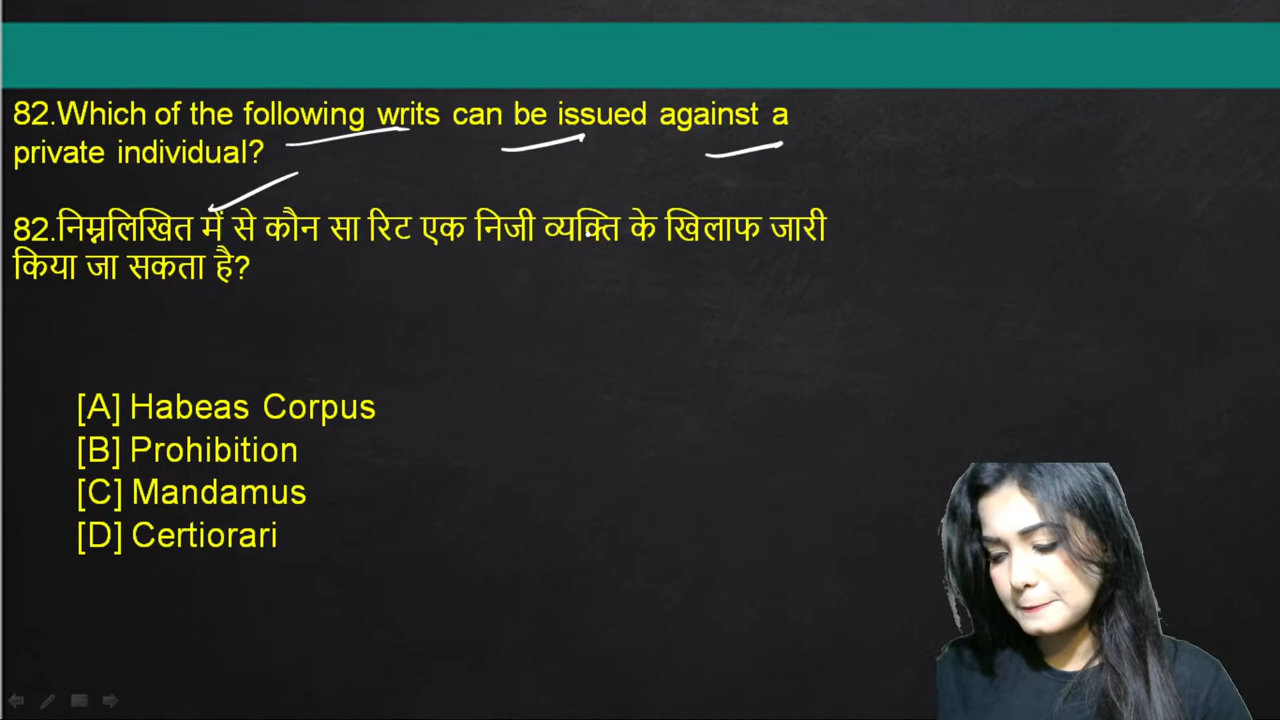 82.Which of the following writs can be issued against a
private individual?
82.निम्नलिखित में से कौन सा रिट एक निजी व्यक्ति के खिलाफ जारी
किया जा सकता है?
[A] Habeas Corpus
[B] Prohibition
[C] Mandamus
[D] Certiorari